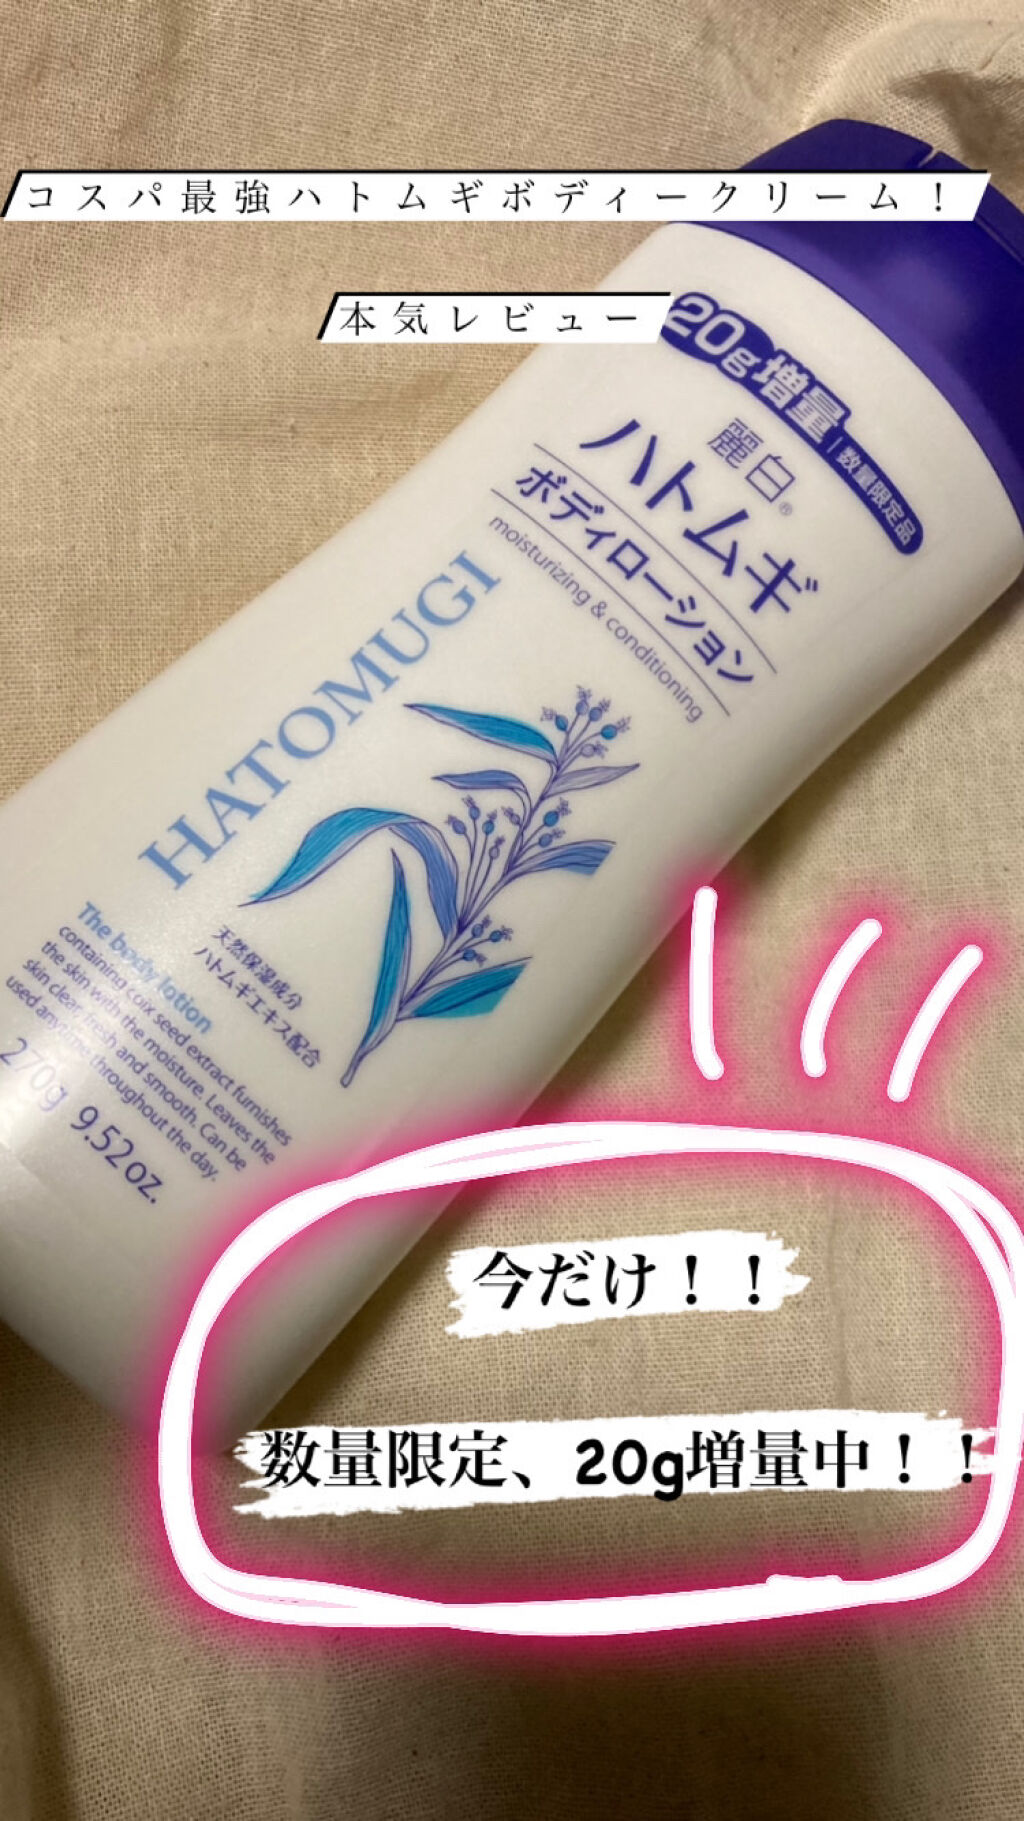 コスパ最強ハトムギボディークリーム！
本気レビュー
20g増量 数量限定品
麗白®
ハトムギ
ボディローション
moisturizing & conditioning
HATOMUGI
天然保湿成分
ハトムギエキス配合
The body lotion
containing coix seed extract furnishes
the skin with the moisture. Leaves the
skin clear, fresh and smooth. Can be
used anytime throughout the day.
270g 9.52oz.
今だけ！！
数量限定、20g増量中！！